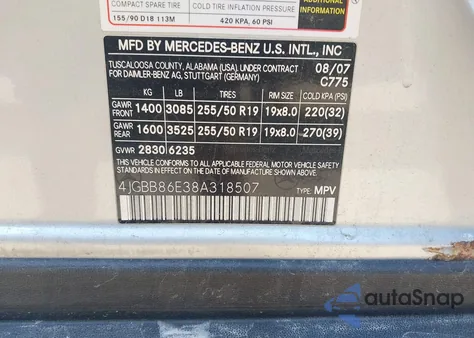 COMPACT SPARE TIRE
COLD TIRE INFLATION PRESSURE
INFORMATION
155/90 D18 113M
420 KPA, 60 PSI
MFD BY MERCEDES-BENZ U.S. INTL., INC
TUSCALOOSA COUNTY, ALABAMA (USA), UNDER CONTRACT
FOR DAIMLER-BENZ AG, STUTTGART (GERMANY)
08/07
C775
KG LB TIRES RIM SIZE COLD KPA (PSI)
GAWR FRONT 1400 3085 255/50 R19 19x8.0 220(32)
GAWR REAR 1600 3525 255/50 R19 19x8.0 270(39)
GVWR 2830 6235
THIS VEHICLE CONFORMS TO ALL APPLICABLE FEDERAL MOTOR VEHICLE SAFETY
STANDARDS IN EFFECT ON THE DATE OF MANUFACTURE SHOWN ABOVE.
4JGBB86E38A318507 TYPE MPV
autoSnap